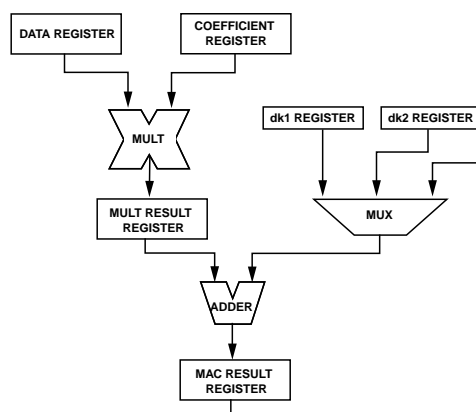 DATA REGISTER
COEFFICIENT
REGISTER
MULT
dk1 REGISTER
dk2 REGISTER
MULT RESULT
REGISTER
MUX
ADDER
MAC RESULT
REGISTER